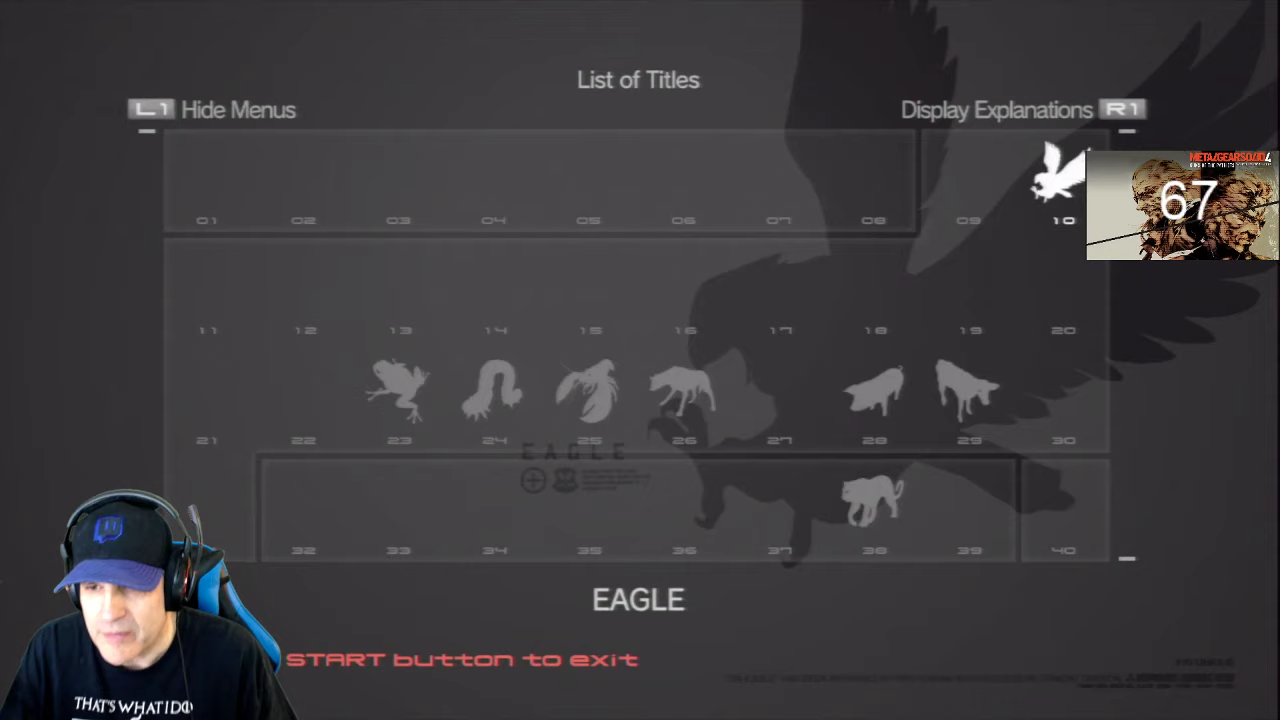 List of Titles
L1 Hide Menus
Display Explanations R1
METAL GEAR SOLID 4
67
01 02 03 04 05 06 07 08 09 10
11 12 13 14 15 16 17 18 19 20
21 22 23 24 25 26 27 28 29 30
EAGLE
32 33 34 35 36 37 38 39 40
EAGLE
START button to exit
THAT'S WHAT I DO